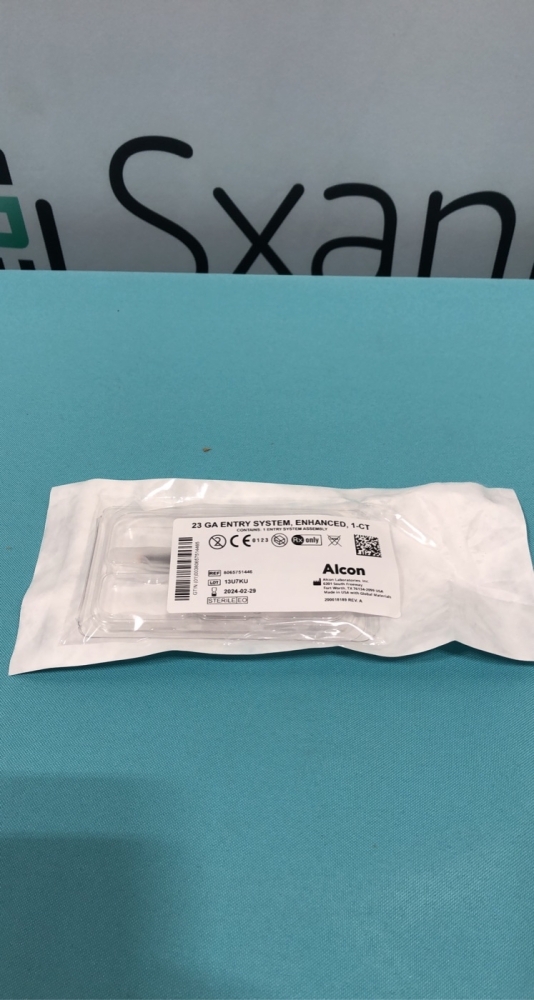 Sxan
23 GA ENTRY SYSTEM, ENHANCED, 1-CT
CONTAINS: 1 ENTRY SYSTEM ASSEMBLY
CE 0123 Rx only
REF 8065751446
LOT 13U7KU
2024-02-29
STERILE EO
Alcon
Alcon Laboratories, Inc.
6201 South Freeway
Fort Worth, TX 76134-2099 USA
Made in USA with Global Materials